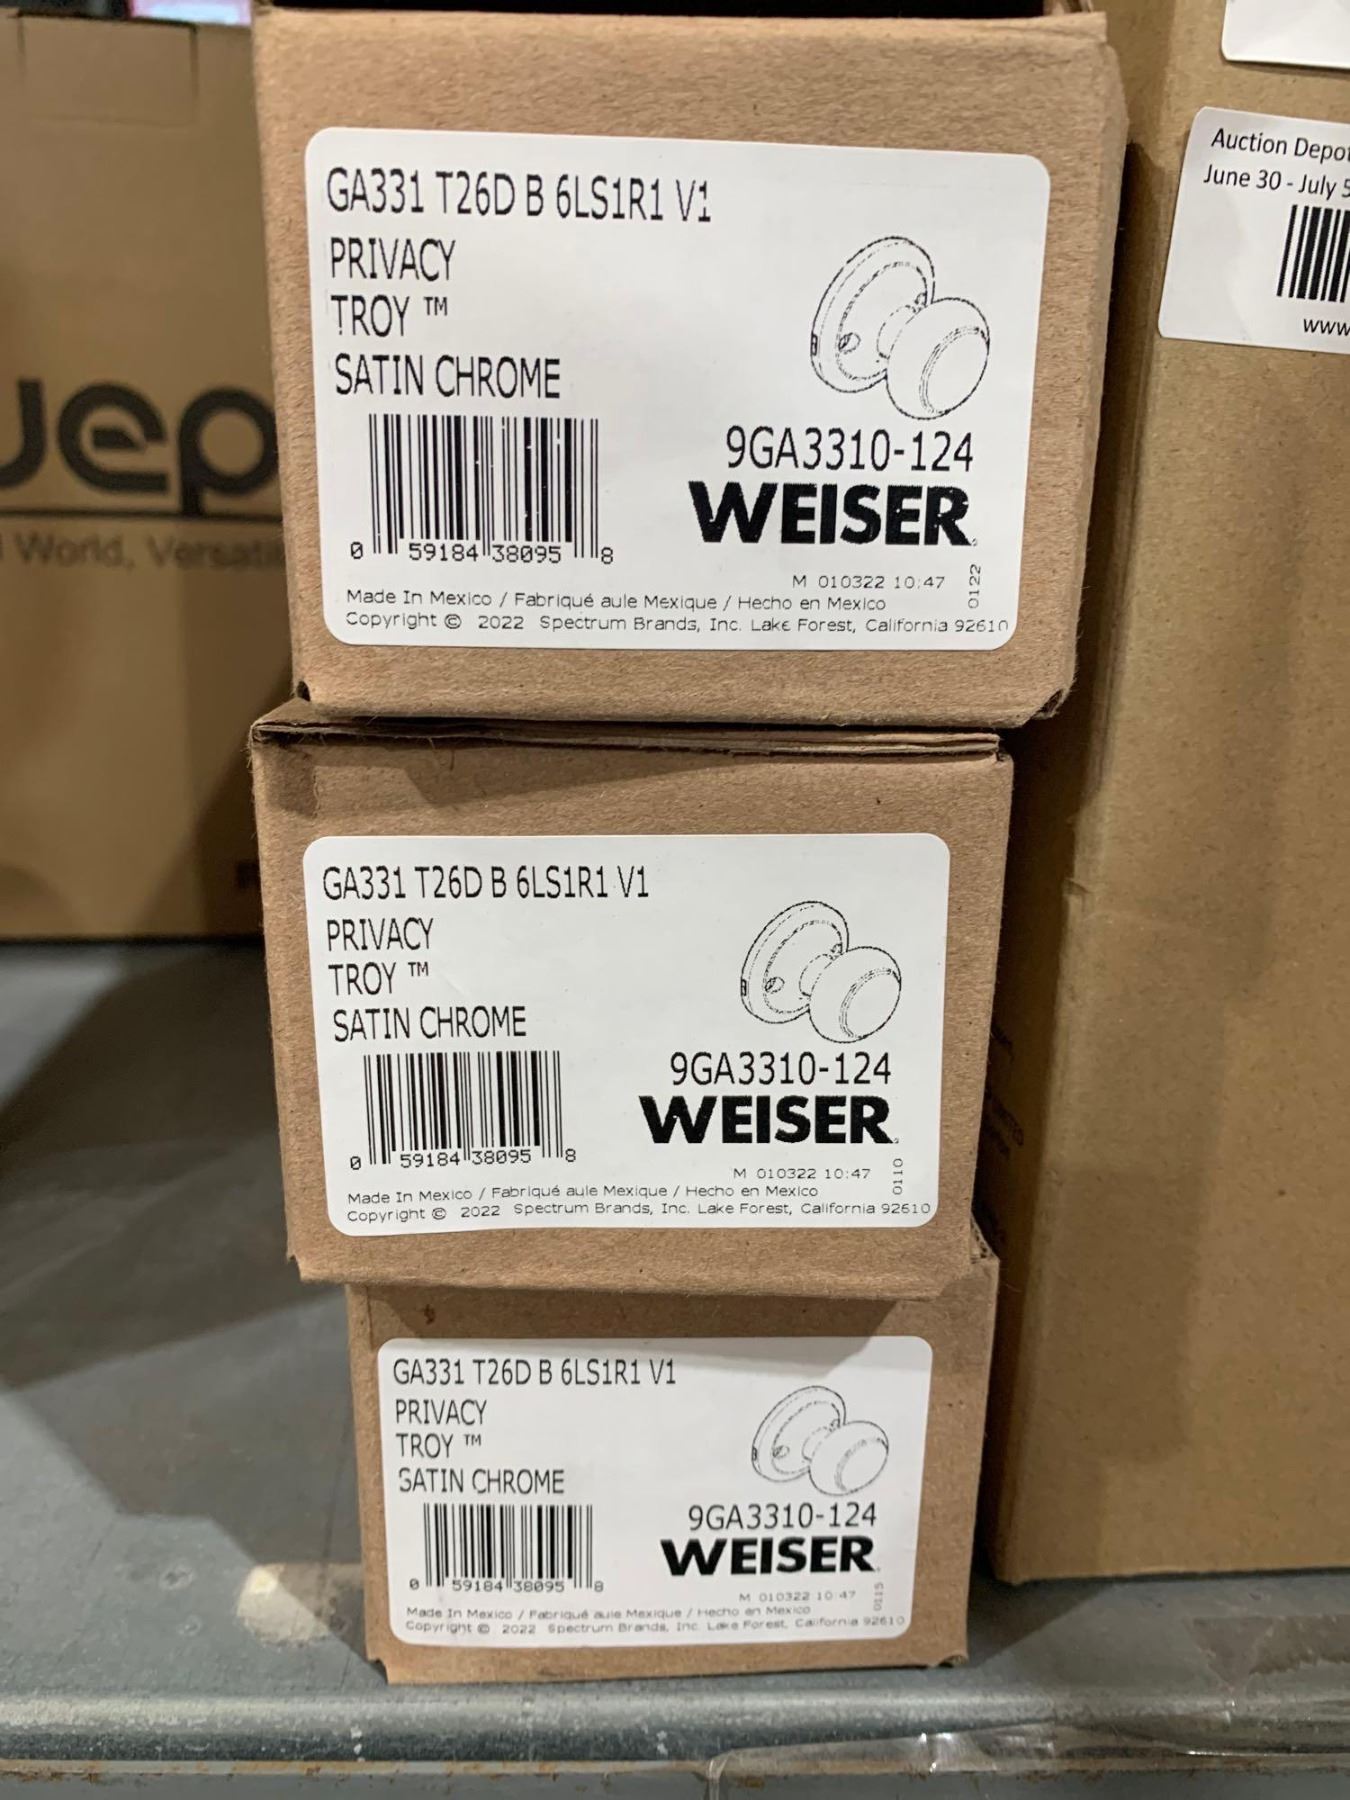 GA331 T26D B 6LS1R1 V1
PRIVACY
TROY ™
SATIN CHROME
9GA3310-124
WEISER
0 59184 38095 8
M 010322 10:47
0122
Made In Mexico / Fabriqué aule Mexique / Hecho en Mexico
Copyright © 2022 Spectrum Brands, Inc. Lake Forest, California 92610
GA331 T26D B 6LS1R1 V1
PRIVACY
TROY ™
SATIN CHROME
9GA3310-124
WEISER
0 59184 38095 8
M 010322 10:47
0110
Made In Mexico / Fabriqué aule Mexique / Hecho en Mexico
Copyright © 2022 Spectrum Brands, Inc. Lake Forest, California 92610
GA331 T26D B 6LS1R1 V1
PRIVACY
TROY ™
SATIN CHROME
9GA3310-124
WEISER
0 59184 38095 8
M 010322 10:47
0115
Made In Mexico / Fabriqué aule Mexique / Hecho en Mexico
Copyright © 2022 Spectrum Brands, Inc. Lake Forest, California 92610
Auction Depot
June 30 - July 5
www
World,